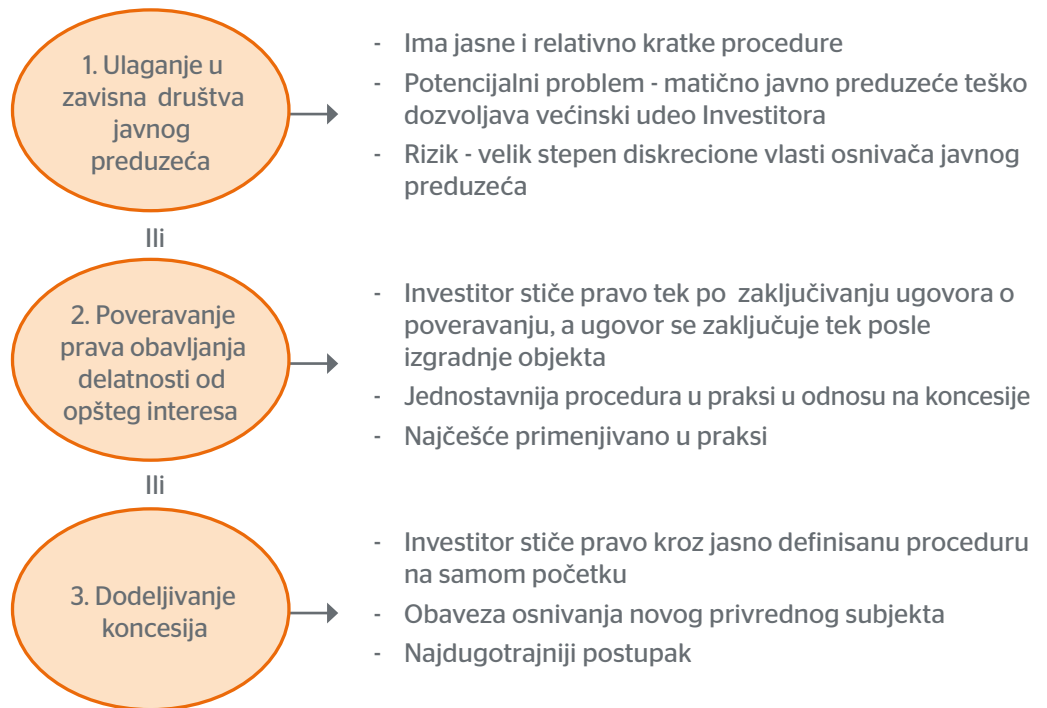 1. Ulaganje u
zavisna društva
javnog
preduzeća
- Ima jasne i relativno kratke procedure
- Potencijalni problem - matično javno preduzeće teško
dozvoljava većinski udeo Investitora
- Rizik - velik stepen diskrecione vlasti osnivača javnog
preduzeća
Ili
2. Poveravanje
prava obavljanja
delatnosti od
opšteg interesa
- Investitor stiče pravo tek po zaključivanju ugovora o
poveravanju, a ugovor se zaključuje tek posle
izgradnje objekta
- Jednostavnija procedura u praksi u odnosu na koncesije
- Najčešće primenjivano u praksi
Ili
3. Dodeljivanje
koncesija
- Investitor stiče pravo kroz jasno definisanu proceduru
na samom početku
- Obaveza osnivanja novog privrednog subjekta
- Najdugotrajniji postupak